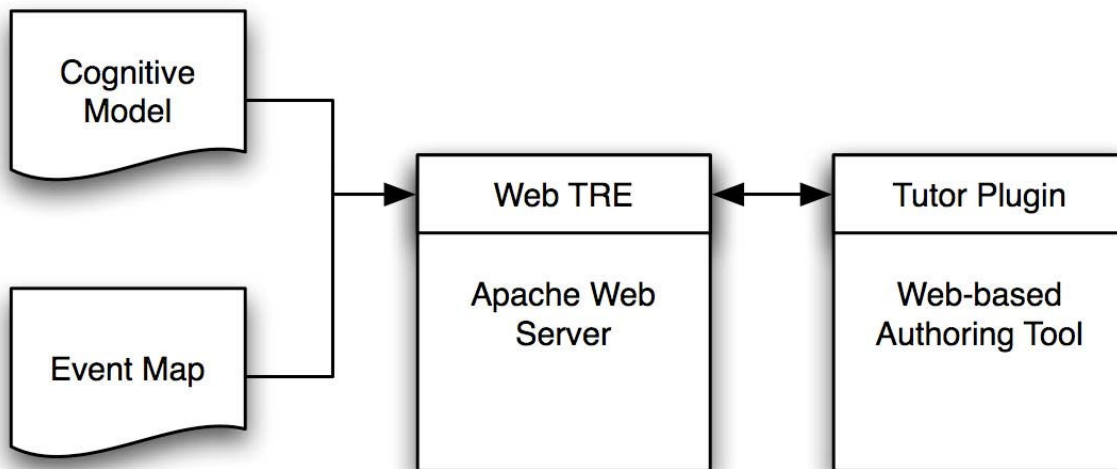 Cognitive
Model
Event Map
Web TRE
Apache Web
Server
Tutor Plugin
Web-based
Authoring Tool